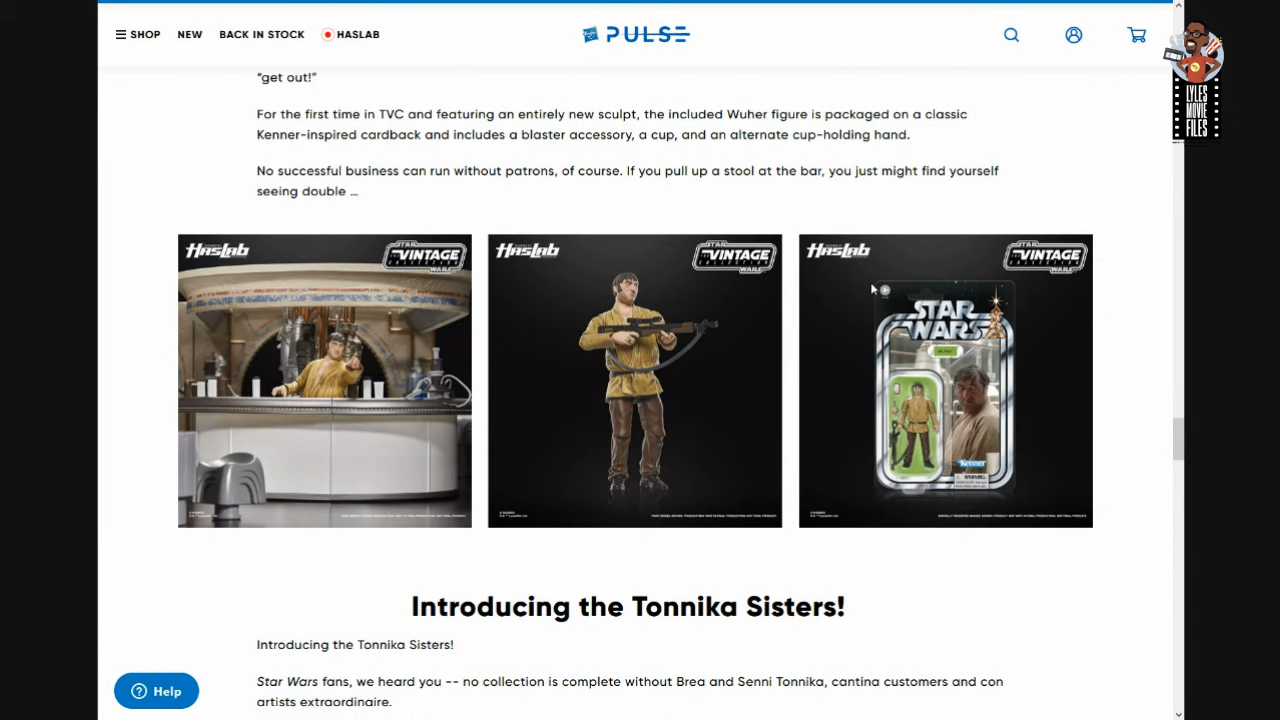 SHOP NEW BACK IN STOCK HASLAB PULSE
LYLES
MOVIE
FILES
"get out!"
For the first time in TVC and featuring an entirely new sculpt, the included Wuher figure is packaged on a classic
Kenner-inspired cardback and includes a blaster accessory, a cup, and an alternate cup-holding hand.
No successful business can run without patrons, of course. If you pull up a stool at the bar, you just might find yourself
seeing double ...
HasLab STAR THE VINTAGE COLLECTION WARS
HasLab STAR THE VINTAGE COLLECTION WARS
HasLab STAR THE VINTAGE COLLECTION WARS
STAR
WARS
Kenner
WARNING
Introducing the Tonnika Sisters!
Introducing the Tonnika Sisters!
Star Wars fans, we heard you -- no collection is complete without Brea and Senni Tonnika, cantina customers and con
artists extraordinaire.
Help